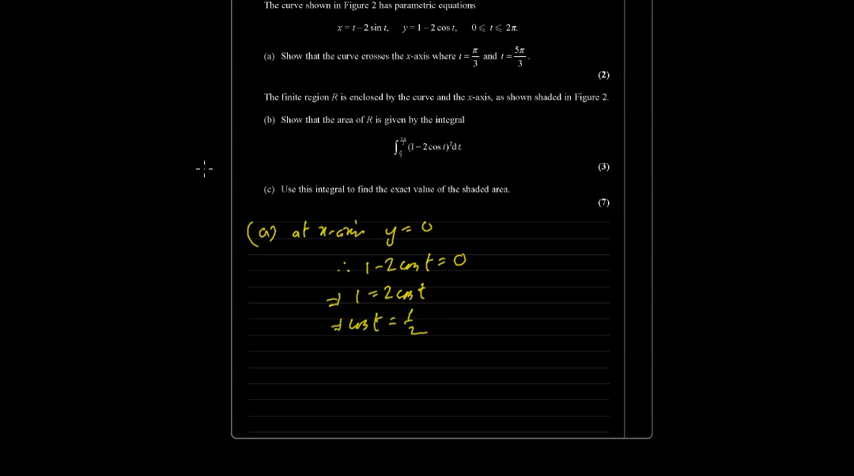 The curve shown in Figure 2 has parametric equations
x = t − 2 sin t, y = 1 − 2 cos t, 0 ⩽ t ⩽ 2π.
(a) Show that the curve crosses the x-axis where t = π/3 and t = 5π/3.
(2)
The finite region R is enclosed by the curve and the x-axis, as shown shaded in Figure 2.
(b) Show that the area of R is given by the integral
∫ (1 − 2 cos t)² dt.
(3)
(c) Use this integral to find the exact value of the shaded area.
(7)
(a) at x-axis y = 0
∴ 1 − 2 cos t = 0
⇒ 1 = 2 cos t
⇒ cos t = 1/2